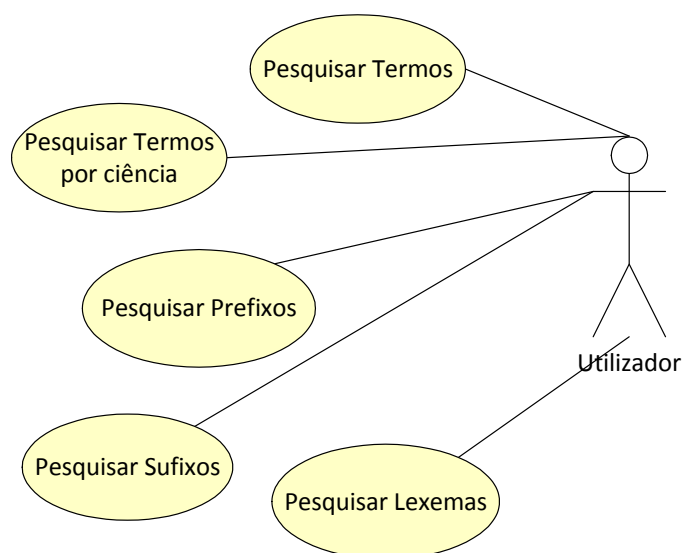 Pesquisar Termos
Pesquisar Termos
por ciência
Pesquisar Prefixos
Utilizador
Pesquisar Sufixos
Pesquisar Lexemas